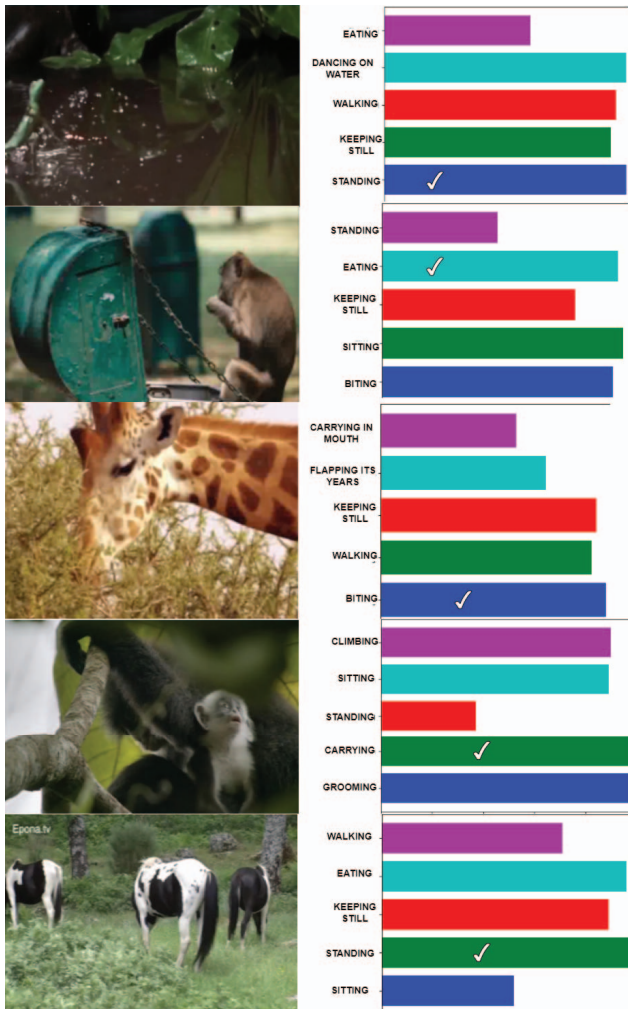 EATING
DANCING ON
WATER
WALKING
KEEPING
STILL
STANDING
STANDING
EATING
KEEPING
STILL
SITTING
BITING
CARRYING IN
MOUTH
FLAPPING ITS
YEARS
KEEPING
STILL
WALKING
BITING
CLIMBING
SITTING
STANDING
CARRYING
GROOMING
Epona.tv
WALKING
EATING
KEEPING
STILL
STANDING
SITTING